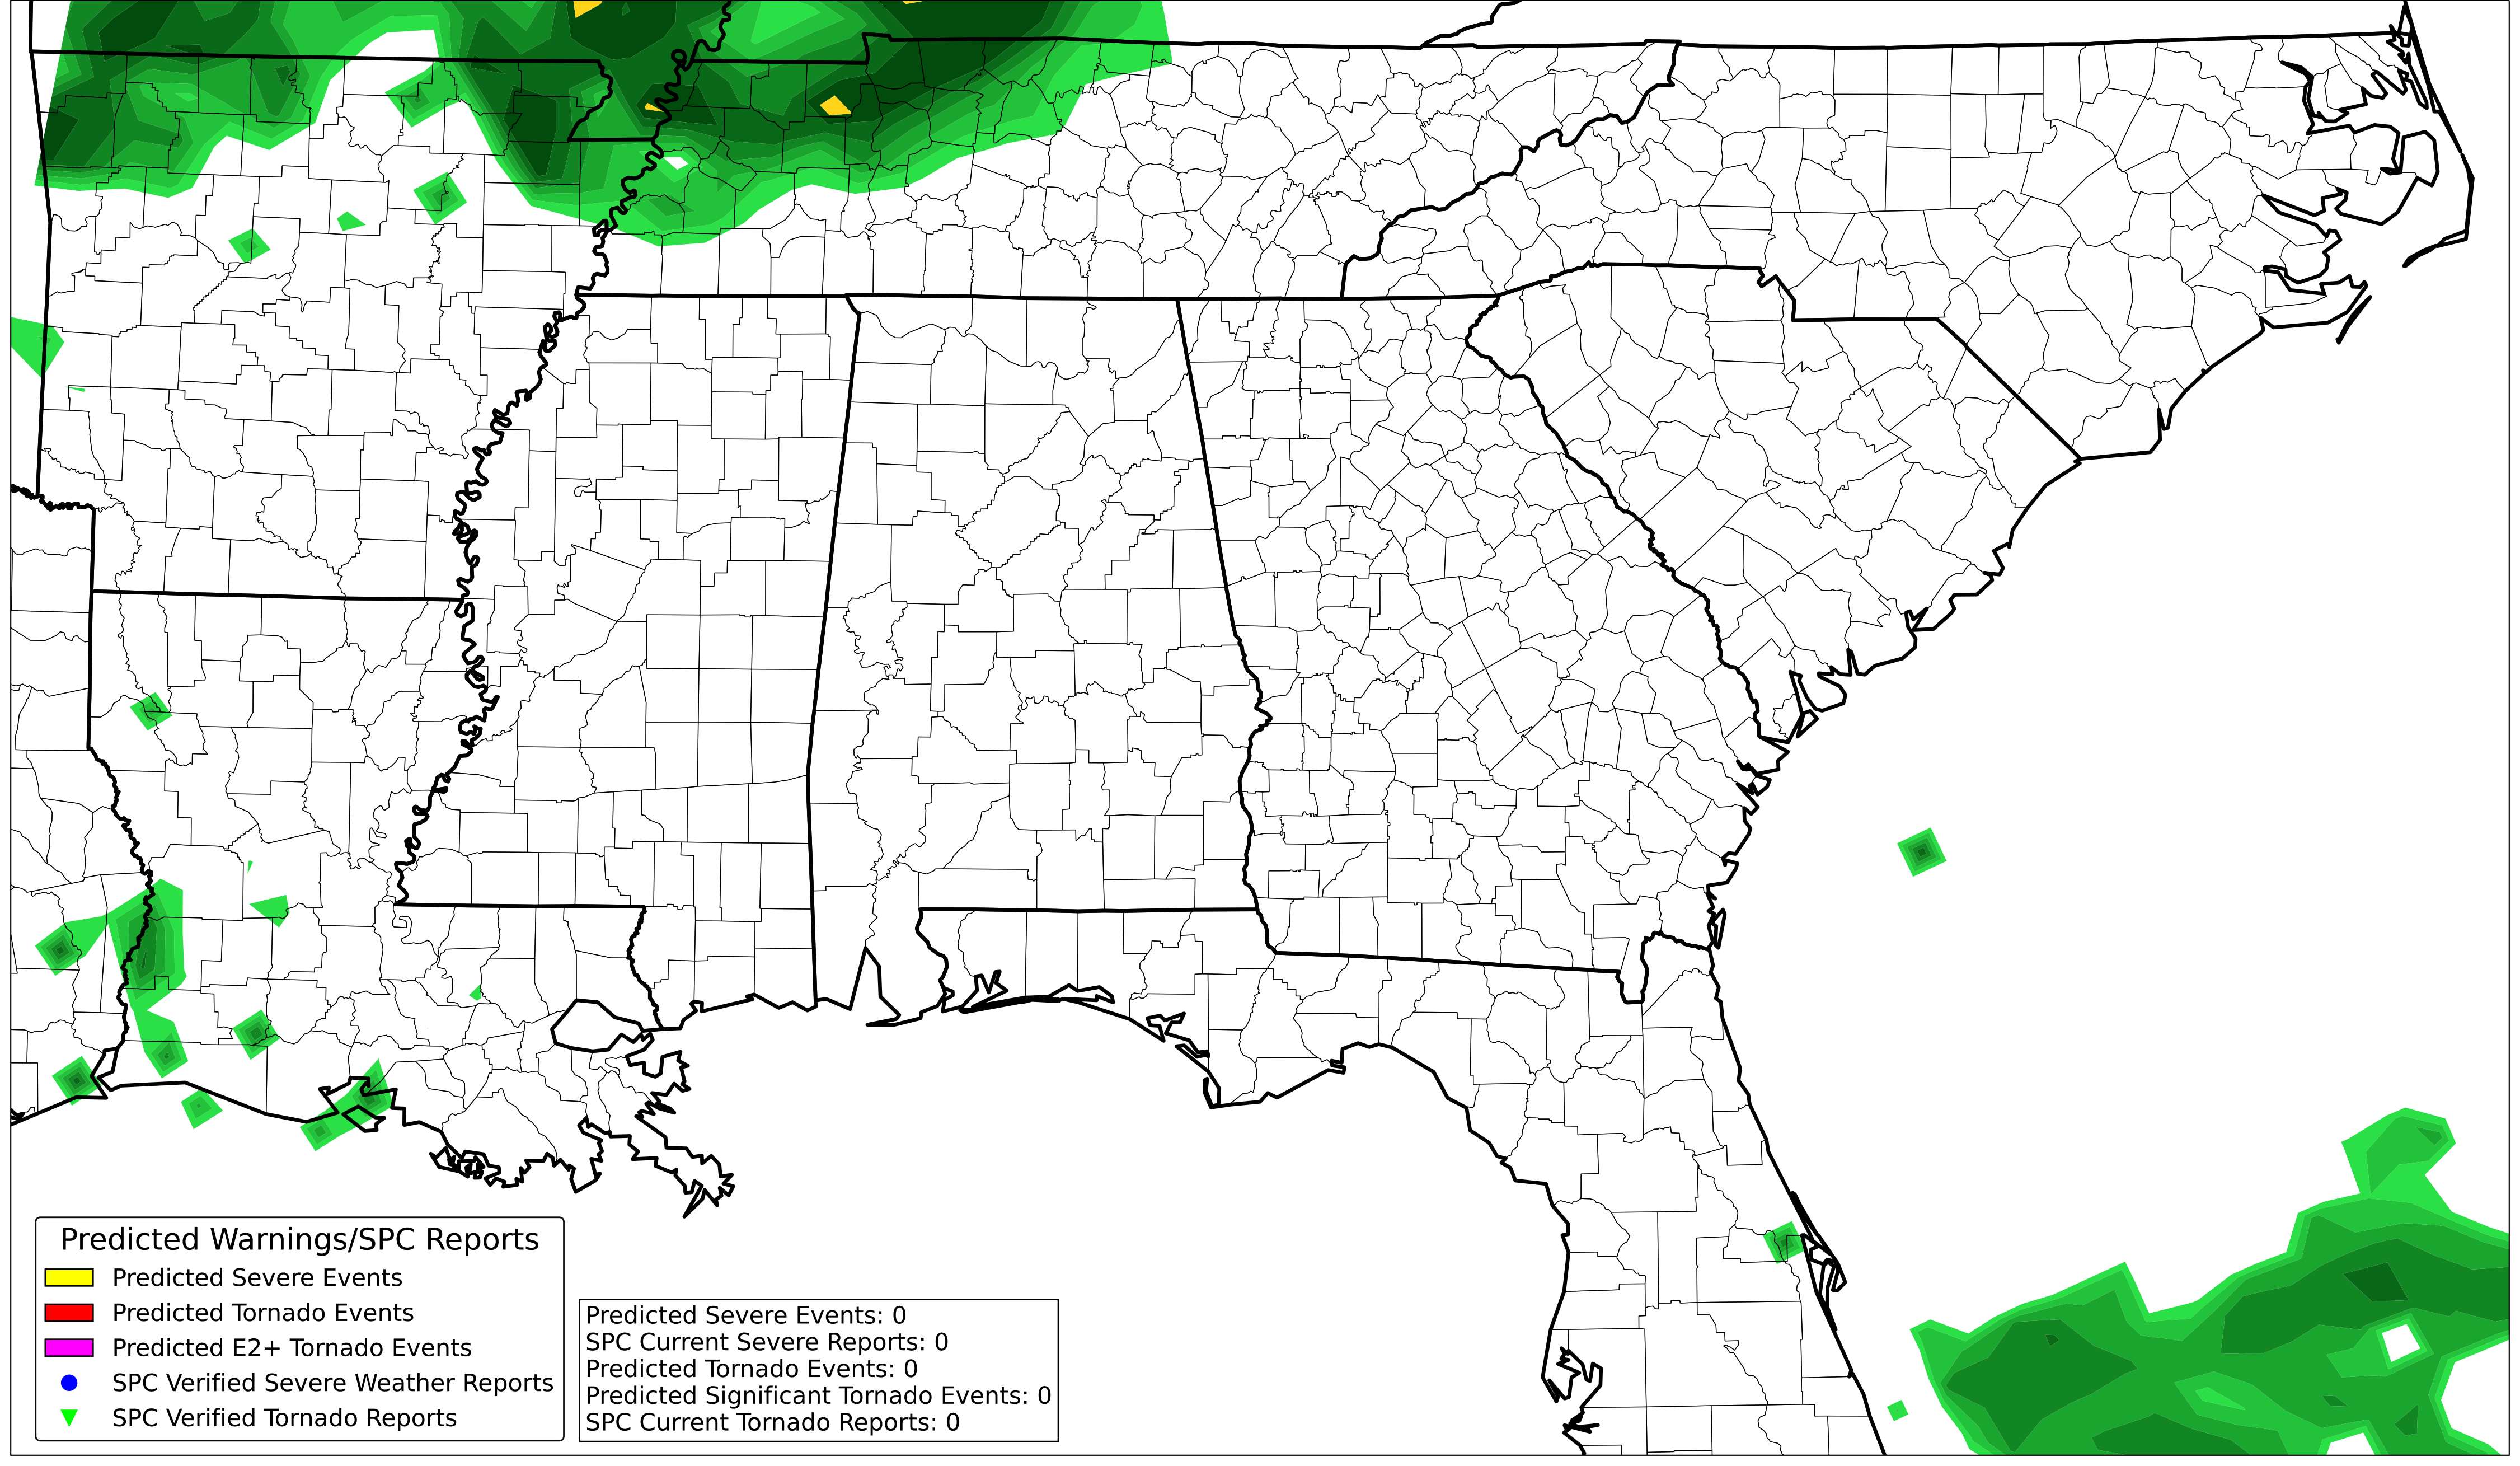 Predicted Warnings/SPC Reports
Predicted Severe Events
Predicted Tornado Events
Predicted E2+ Tornado Events
SPC Verified Severe Weather Reports
SPC Verified Tornado Reports
Predicted Severe Events: 0
SPC Current Severe Reports: 0
Predicted Tornado Events: 0
Predicted Significant Tornado Events: 0
SPC Current Tornado Reports: 0